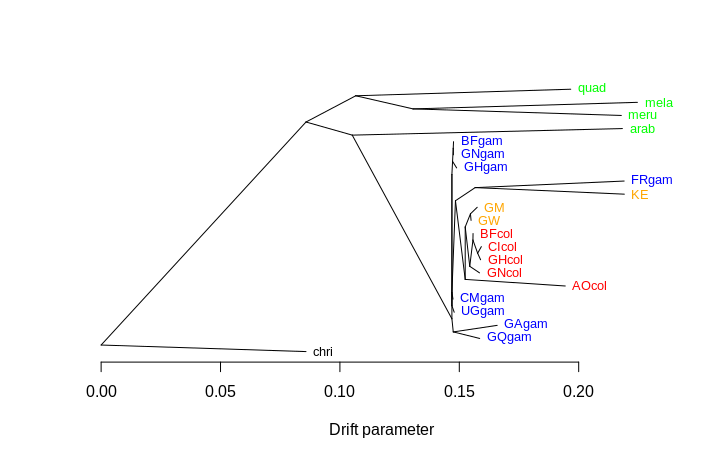 quad
mela
meru
arab
BFgam
GNgam
GHgam
FRgam
KE
GM
GW
BFcol
CIcol
GHcol
GNcol
AOcol
CMgam
UGgam
GAgam
GQgam
chri
0.00 0.05 0.10 0.15 0.20
Drift parameter